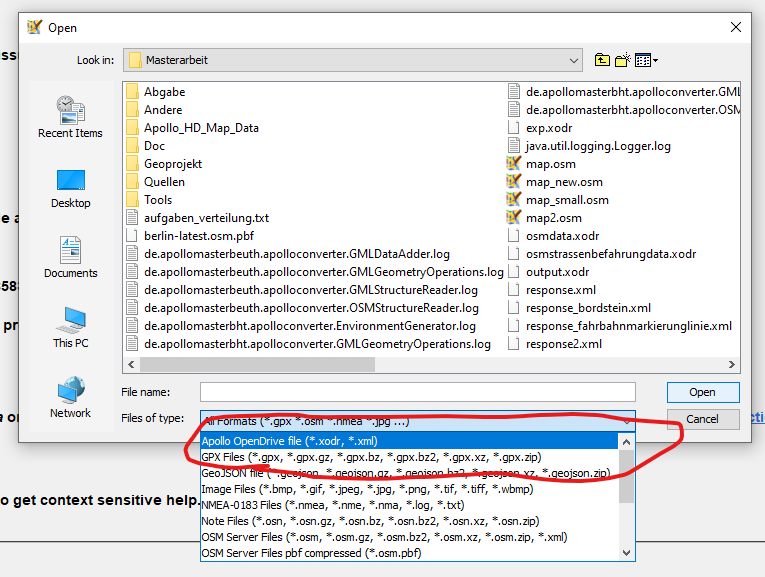 Open
uss
Look in:
Masterarbeit
Recent Items
Desktop
Documents
This PC
Network
Abgabe
Andere
Apollo_HD_Map_Data
Doc
Geoprojekt
Quellen
Tools
aufgaben_verteilung.txt
berlin-latest.osm.pbf
de.apollomasterbeuth.apolloconverter.GMLDataAdder.log
de.apollomasterbeuth.apolloconverter.GMLGeometryOperations.log
de.apollomasterbeuth.apolloconverter.GMLStructureReader.log
de.apollomasterbeuth.apolloconverter.OSMStructureReader.log
de.apollomasterbht.apolloconverter.EnvironmentGenerator.log
de.apollomasterbht.apolloconverter.GMLGeometryOperations.log
de.apollomasterbht.apolloconverter.GML
de.apollomasterbht.apolloconverter.OSM
exp.xodr
java.util.logging.Logger.log
map.osm
map_new.osm
map_small.osm
map2.osm
osmdata.xodr
osmstrassenbefahrungdata.xodr
output.xodr
response.xml
response_bordstein.xml
response_fahrbahnmarkierunglinie.xml
response2.xml
e a
583
pr
File name:
Open
a or
Files of type:
All Formats (*.gpx *.osm *.nmea *.jpg ...)
Cancel
cti
Apollo OpenDrive file (*.xodr, *.xml)
GPX Files (*.gpx, *.gpx.gz, *.gpx.bz, *.gpx.bz2, *.gpx.xz, *.gpx.zip)
GeoJSON file (*.geojson, *.geojson.gz, *.geojson.bz2, *.geojson.xz, *.geojson.zip)
Image Files (*.bmp, *.gif, *.jpeg, *.jpg, *.png, *.tif, *.tiff, *.wbmp)
NMEA-0183 Files (*.nmea, *.nme, *.nma, *.log, *.txt)
Note Files (*.osn, *.osn.gz, *.osn.bz, *.osn.bz2, *.osn.xz, *.osn.zip)
OSM Server Files (*.osm, *.osm.gz, *.osm.bz, *.osm.bz2, *.osm.xz, *.osm.zip, *.xml)
OSM Server Files pbf compressed (*.osm.pbf)
o get context sensitive help.